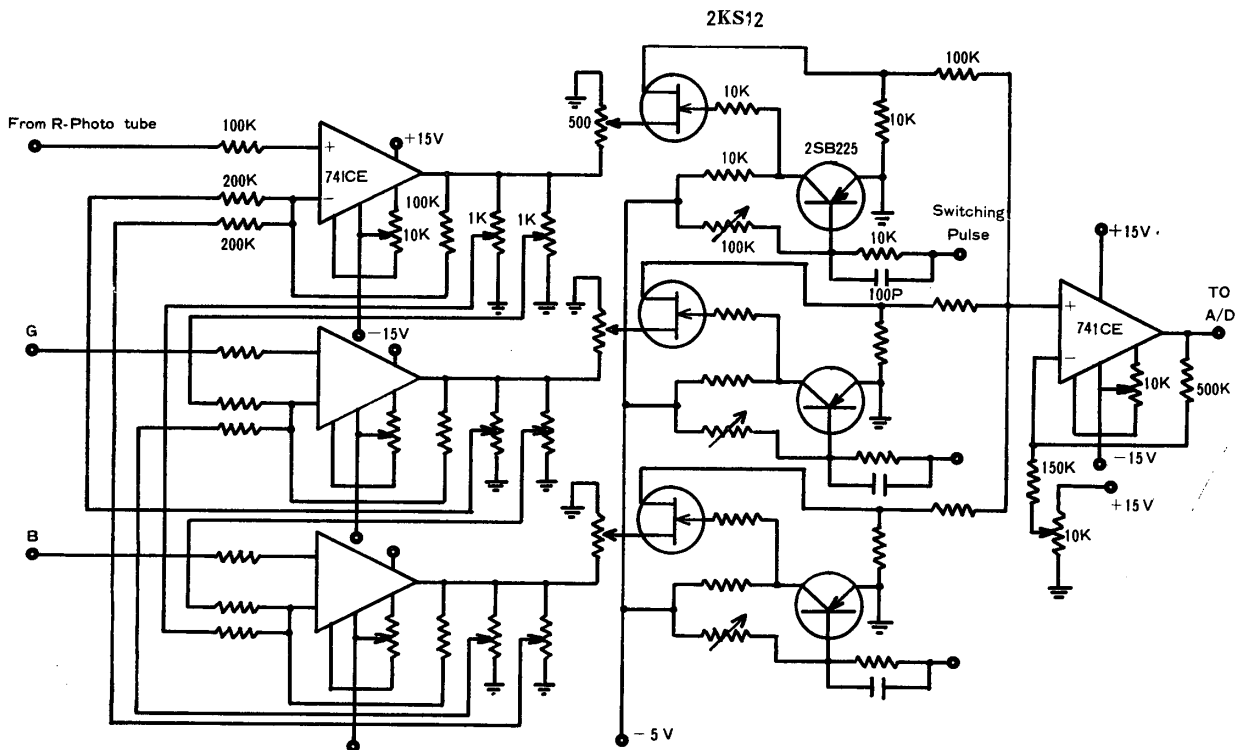 2KS12
100K
10K
10K
500
From R-Photo tube
100K
+15V
+
741CE
−
2SB225
200K
200K
100K
10K
1K
1K
10K
100K
Switching
Pulse
10K
100P
−15V
G
+15V
+
741CE
−
TO
A/D
10K
500K
−15V
150K
+15V
10K
B
−5V